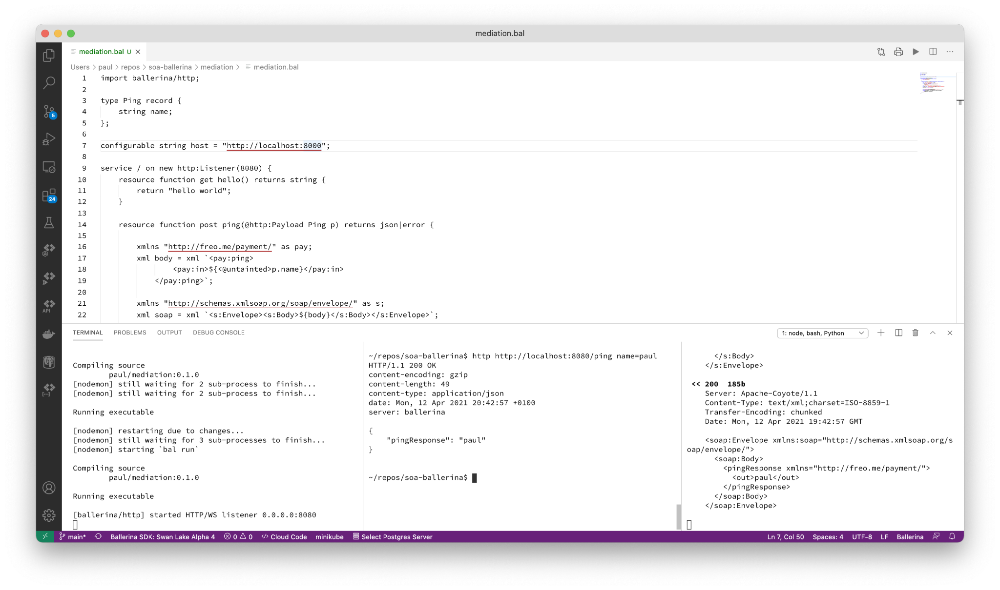 mediation.bal
mediation.bal U
Users > paul > repos > soa-ballerina > mediation > mediation.bal
1 import ballerina/http;
2
3 type Ping record {
4 string name;
5 };
6
7 configurable string host = "http://localhost:8000";
8
9 service / on new http:Listener(8080) {
10 resource function get hello() returns string {
11 return "hello world";
12 }
13
14 resource function post ping(@http:Payload Ping p) returns json|error {
15
16 xmlns "http://freo.me/payment/" as pay;
17 xml body = xml `<pay:ping>
18 <pay:in>${<@untainted>p.name}</pay:in>
19 </pay:ping>`;
20
21 xmlns "http://schemas.xmlsoap.org/soap/envelope/" as s;
22 xml soap = xml `<s:Envelope><s:Body>${body}</s:Body></s:Envelope>`;
5
24
API
TERMINAL PROBLEMS OUTPUT DEBUG CONSOLE
1: node, bash, Python
Compiling source
paul/mediation:0.1.0
[nodemon] still waiting for 2 sub-process to finish...
[nodemon] still waiting for 2 sub-process to finish...
Running executable
[nodemon] restarting due to changes...
[nodemon] still waiting for 3 sub-processes to finish...
[nodemon] starting `bal run`
Compiling source
paul/mediation:0.1.0
Running executable
[ballerina/http] started HTTP/WS listener 0.0.0.0:8080
~/repos/soa-ballerina$ http http://localhost:8080/ping name=paul
HTTP/1.1 200 OK
content-encoding: gzip
content-length: 49
content-type: application/json
date: Mon, 12 Apr 2021 20:42:57 +0100
server: ballerina
{
"pingResponse": "paul"
}
~/repos/soa-ballerina$
</s:Body>
</s:Envelope>
<< 200 185b
Server: Apache-Coyote/1.1
Content-Type: text/xml;charset=ISO-8859-1
Transfer-Encoding: chunked
Date: Mon, 12 Apr 2021 19:42:57 GMT
<soap:Envelope xmlns:soap="http://schemas.xmlsoap.org/s
oap/envelope/">
<soap:Body>
<pingResponse xmlns="http://freo.me/payment/">
<out>paul</out>
</pingResponse>
</soap:Body>
</soap:Envelope>
main* Ballerina SDK: Swan Lake Alpha 4 0 0 Cloud Code minikube Select Postgres Server Ln 7, Col 50 Spaces: 4 UTF-8 LF Ballerina